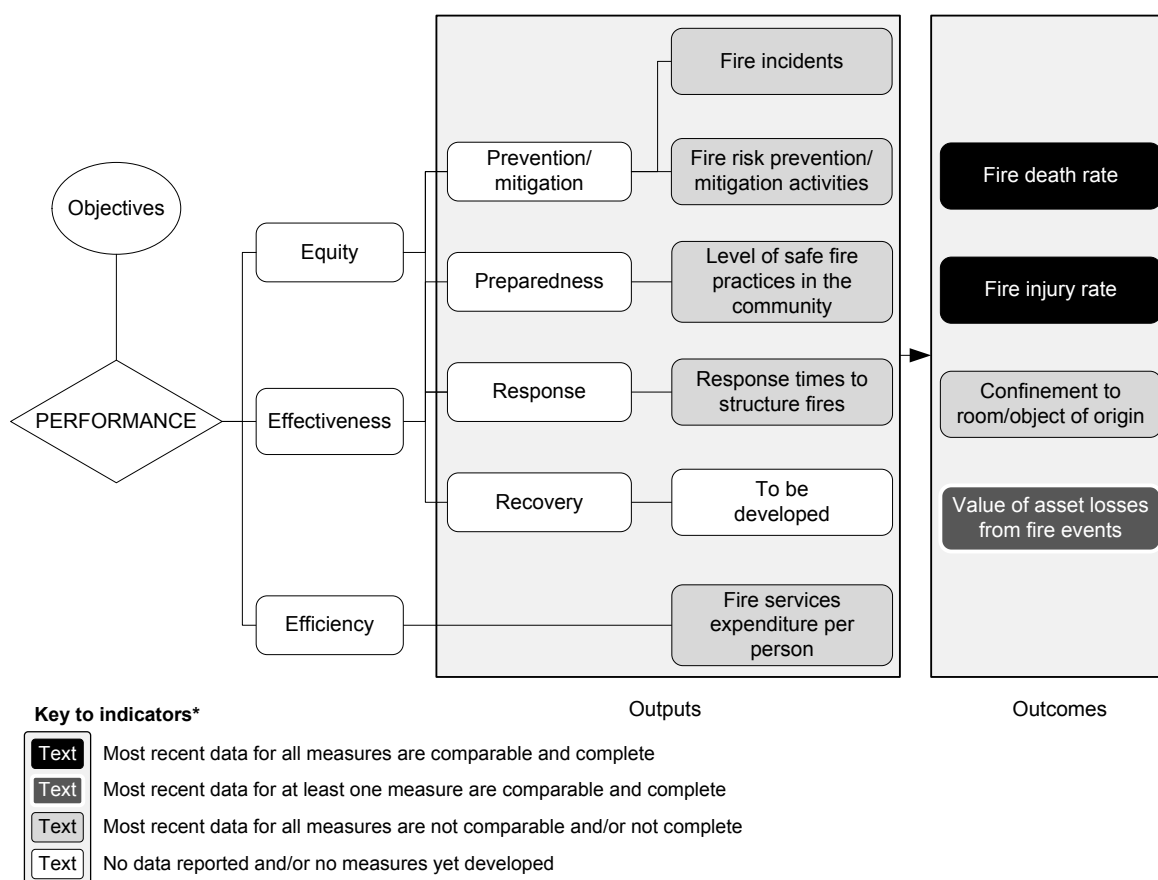 Objectives
PERFORMANCE
Equity
Effectiveness
Efficiency
Prevention/
mitigation
Preparedness
Response
Recovery
Fire incidents
Fire risk prevention/
mitigation activities
Level of safe fire
practices in the
community
Response times to
structure fires
To be
developed
Fire services
expenditure per
person
Outputs
Fire death rate
Fire injury rate
Confinement to
room/object of origin
Value of asset losses
from fire events
Outcomes
Key to indicators*
Text Most recent data for all measures are comparable and complete
Text Most recent data for at least one measure are comparable and complete
Text Most recent data for all measures are not comparable and/or not complete
Text No data reported and/or no measures yet developed